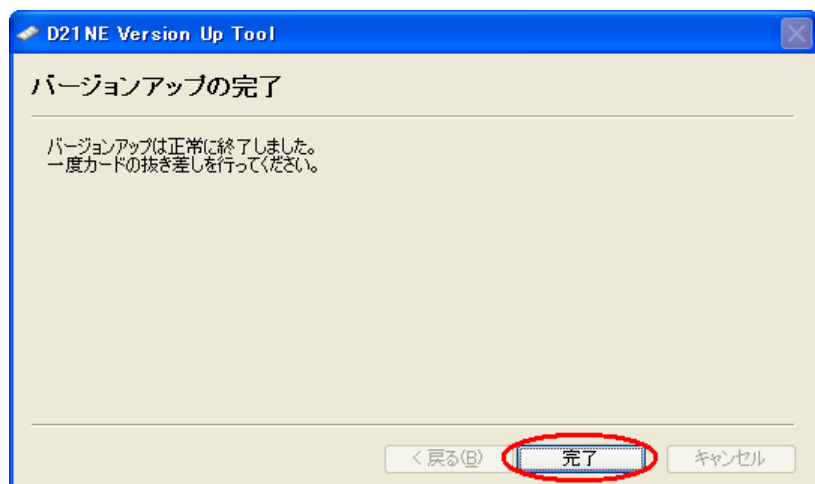 D21NE Version Up Tool
バージョンアップの完了
バージョンアップは正常に終了しました。
一度カードの抜き差しを行ってください。
< 戻る(B) 完了 キャンセル